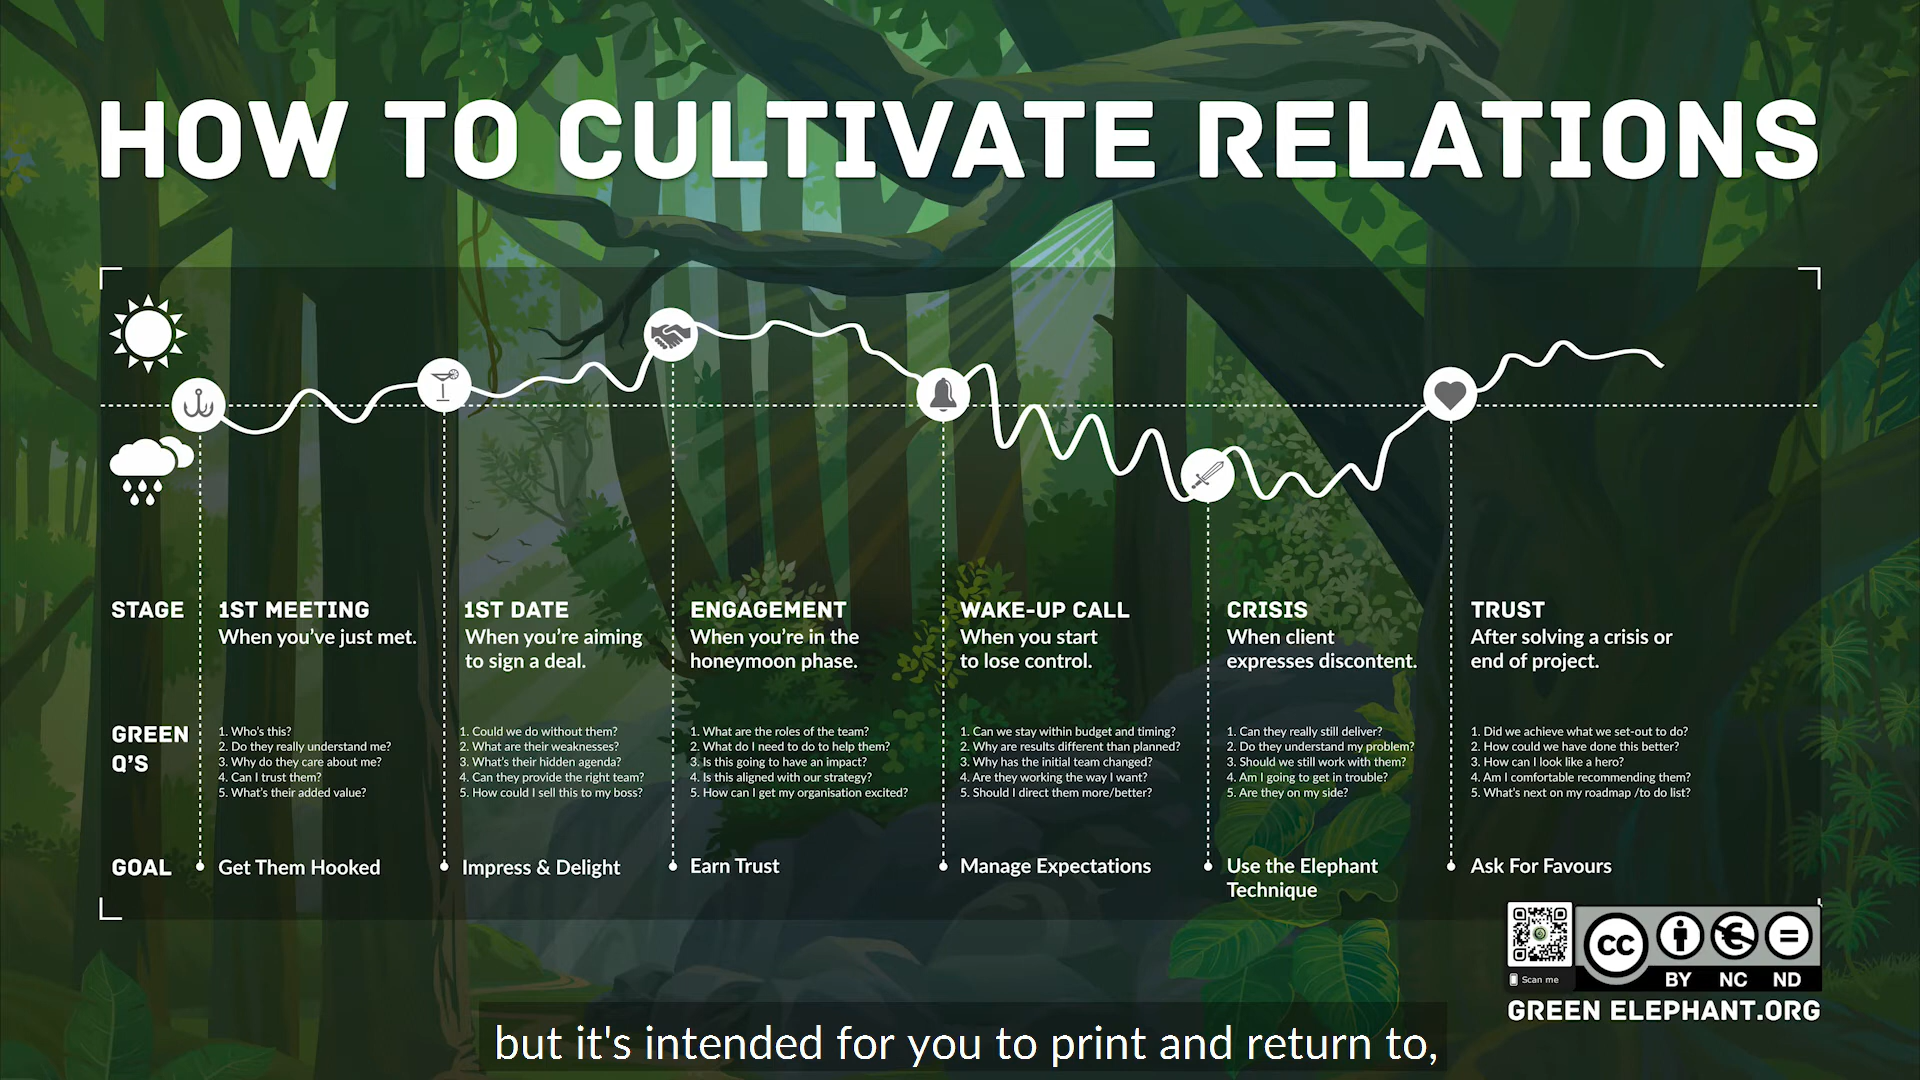 HOW TO CULTIVATE RELATIONS
STAGE
1ST MEETING
When you've just met.
1ST DATE
When you're aiming
to sign a deal.
ENGAGEMENT
When you're in the
honeymoon phase.
WAKE-UP CALL
When you start
to lose control.
CRISIS
When client
expresses discontent.
TRUST
After solving a crisis or
end of project.
GREEN
Q'S
1. Who's this?
2. Do they really understand me?
3. Why do they care about me?
4. Can I trust them?
5. What's their added value?
1. Could we do without them?
2. What are their weaknesses?
3. What's their hidden agenda?
4. Can they provide the right team?
5. How could I sell this to my boss?
1. What are the roles of the team?
2. What do I need to do to help them?
3. Is this going to have an impact?
4. Is this aligned with our strategy?
5. How can I get my organisation excited?
1. Can we stay within budget and timing?
2. Why are results different than planned?
3. Why has the initial team changed?
4. Are they working the way I want?
5. Should I direct them more/better?
1. Can they really still deliver?
2. Do they understand my problem?
3. Should we still work with them?
4. Am I going to get in trouble?
5. Are they on my side?
1. Did we achieve what we set-out to do?
2. How could we have done this better?
3. How can I look like a hero?
4. Am I comfortable recommending them?
5. What's next on my roadmap /to do list?
GOAL
Get Them Hooked
Impress & Delight
Earn Trust
Manage Expectations
Use the Elephant
Technique
Ask For Favours
Scan me
CC
BY NC ND
GREEN ELEPHANT.ORG
but it's intended for you to print and return to,